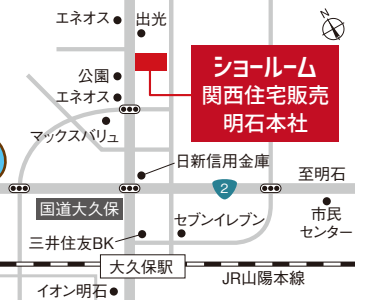 エネオス
出光
N
公園
エネオス
マックスバリュ
ショールーム
関西住宅販売
明石本社
日新信用金庫
至明石
2
国道大久保
セブンイレブン
市民
センター
三井住友BK
大久保駅
JR山陽本線
イオン明石